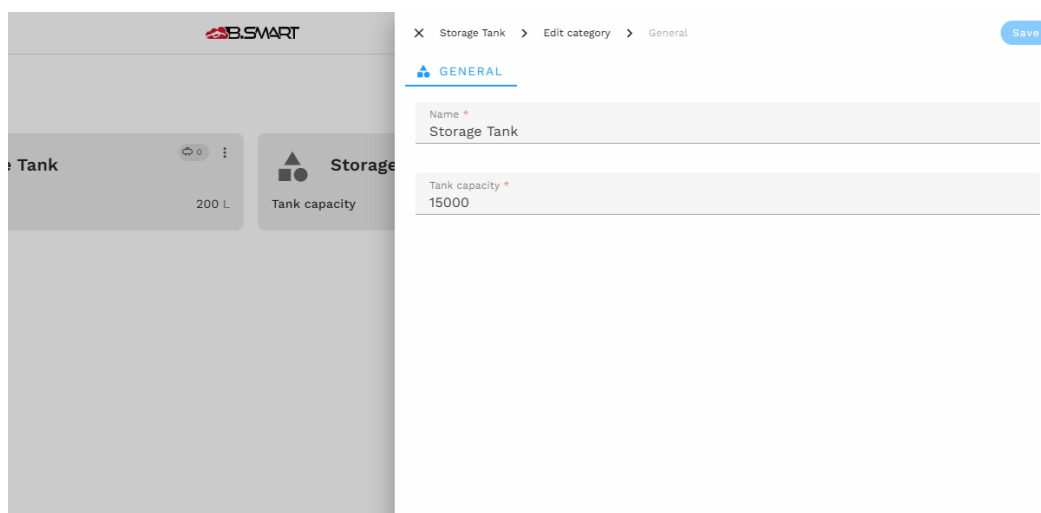 B.SMART
Storage Tank Edit category General
Save
GENERAL
Name *
Storage Tank
Tank capacity *
15000
Tank
0
200 L
Storage
Tank capacity